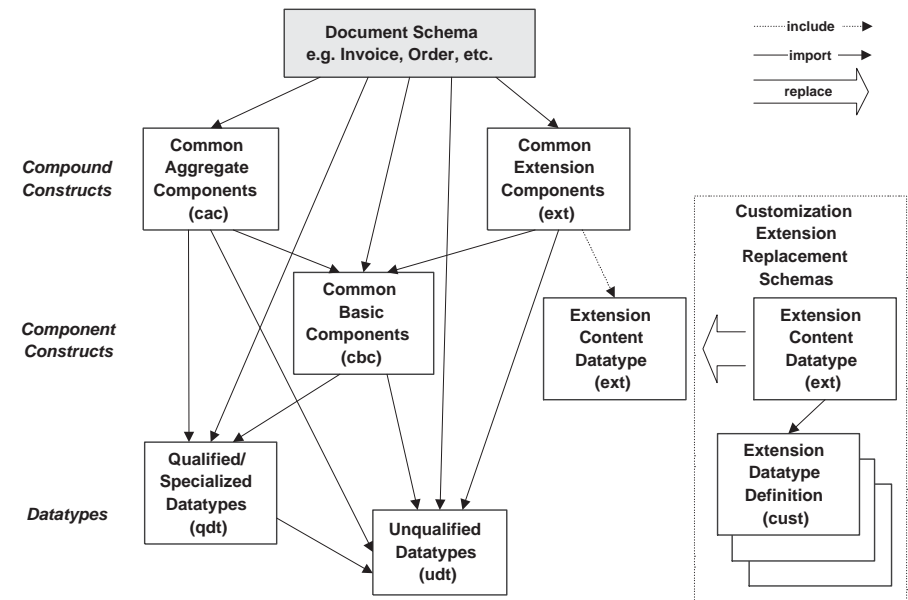 Document Schema
e.g. Invoice, Order, etc.
include
import
replace
Compound
Constructs
Common
Aggregate
Components
(cac)
Common
Extension
Components
(ext)
Customization
Extension
Replacement
Schemas
Component
Constructs
Common
Basic
Components
(cbc)
Extension
Content
Datatype
(ext)
Extension
Content
Datatype
(ext)
Datatypes
Qualified/
Specialized
Datatypes
(qdt)
Unqualified
Datatypes
(udt)
Extension
Datatype
Definition
(cust)